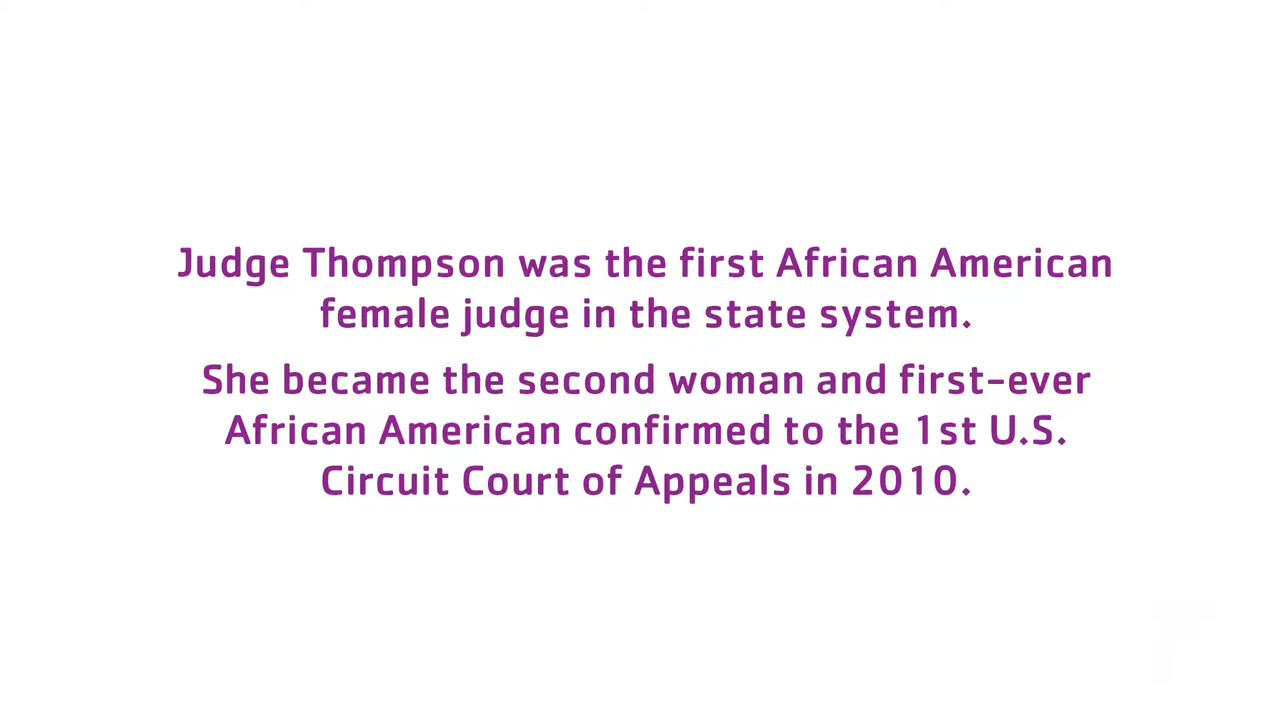 Judge Thompson was the first African American
female judge in the state system.
She became the second woman and first-ever
African American confirmed to the 1st U.S.
Circuit Court of Appeals in 2010.